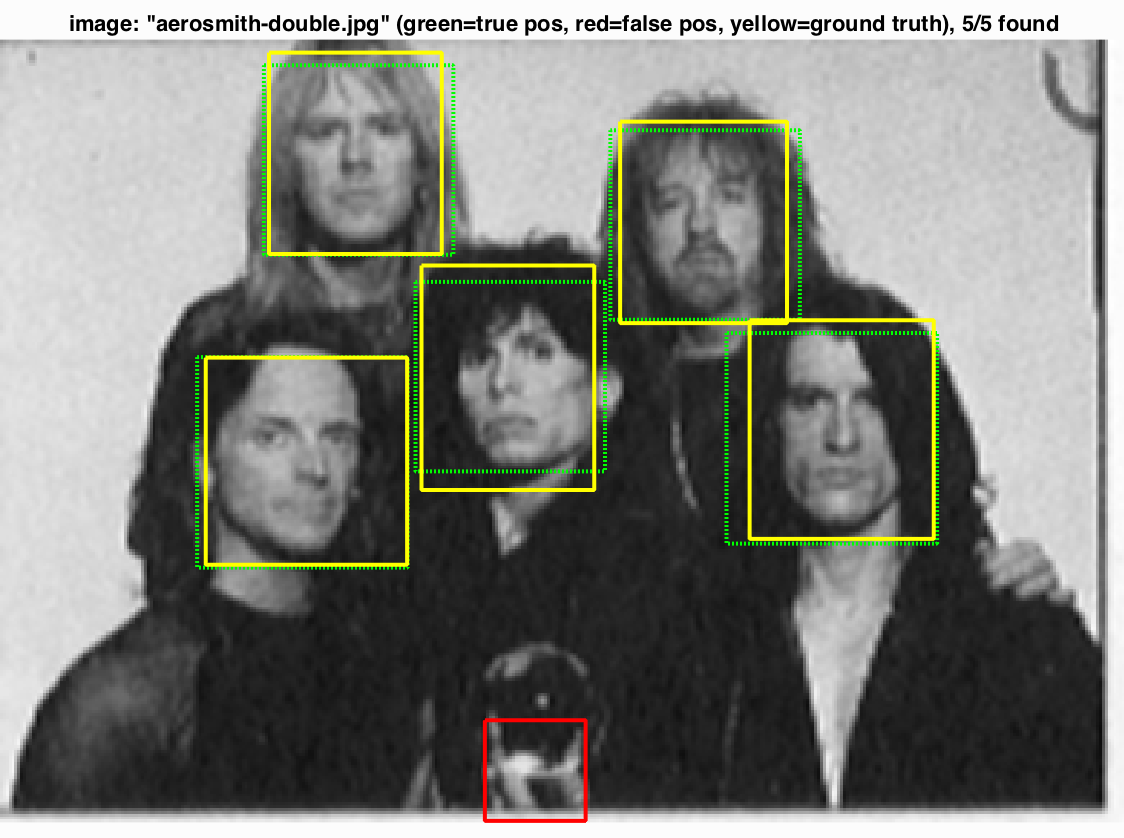 image: "aerosmith-double.jpg" (green=true pos, red=false pos, yellow=ground truth), 5/5 found